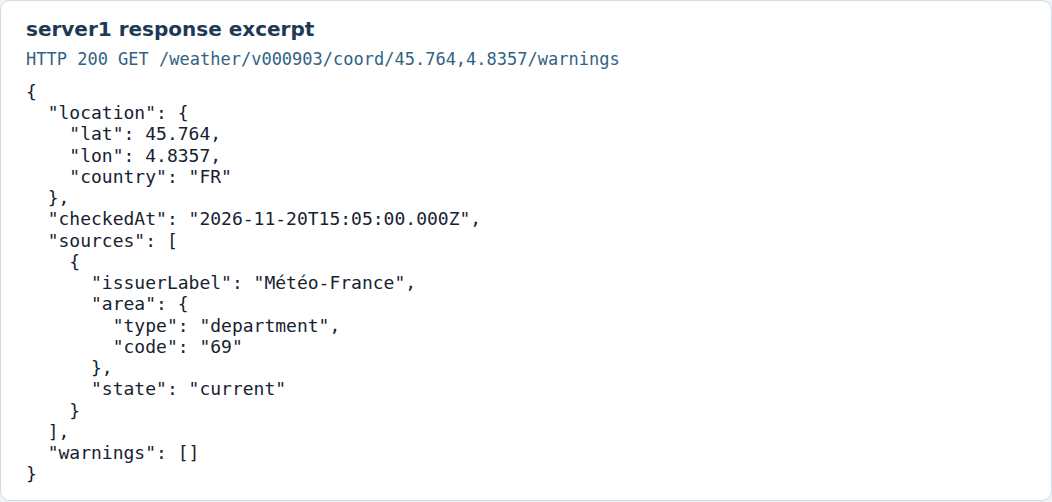 server1 response excerpt
HTTP 200 GET /weather/v000903/coord/45.764,4.8357/warnings
{
  "location": {
    "lat": 45.764,
    "lon": 4.8357,
    "country": "FR"
  },
  "checkedAt": "2026-11-20T15:05:00.000Z",
  "sources": [
    {
      "issuerLabel": "Météo-France",
      "area": {
        "type": "department",
        "code": "69"
      },
      "state": "current"
    }
  ],
  "warnings": []
}